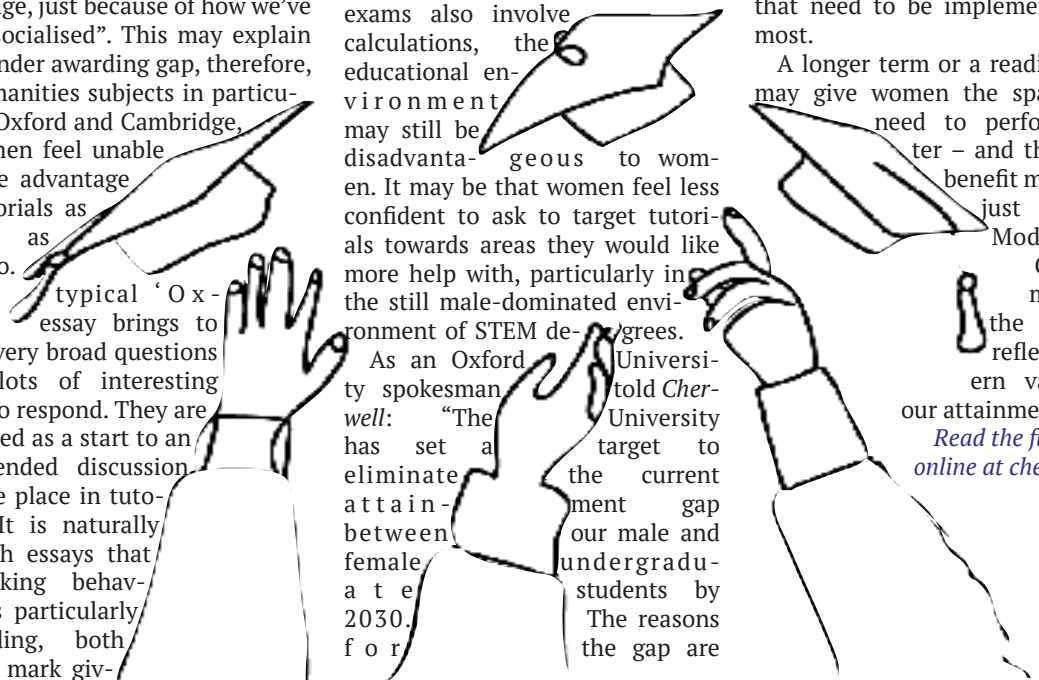 nge, just because of how we've
socialised". This may explain
nder awarding gap, therefore,
manities subjects in particu-
Oxford and Cambridge,
men feel unable
e advantage
orials as
as
o.
typical 'Ox-
essay brings to
very broad questions
lots of interesting
o respond. They are
ed as a start to an
ended discussion
e place in tuto-
It is naturally
h essays that
king behav-
s particularly
ling, both
mark giv-
exams also involve
calculations, the
educational en-
vironment
may still be
disadvanta- geous to wom-
en. It may be that women feel less
confident to ask to target tutori-
als towards areas they would like
more help with, particularly in
the still male-dominated envi-
ronment of STEM de- grees.
As an Oxford Universi-
ty spokesman told Cher-
well: “The University
has set a target to
eliminate the current
attain- ment gap
between our male and
female undergradu-
ate students by
2030. The reasons
for the gap are
that need to be implemen
most.
A longer term or a readi
may give women the spa
need to perfo
ter – and th
benefit m
just
Mod
the
refle
ern va
our attainme
Read the fu
online at che